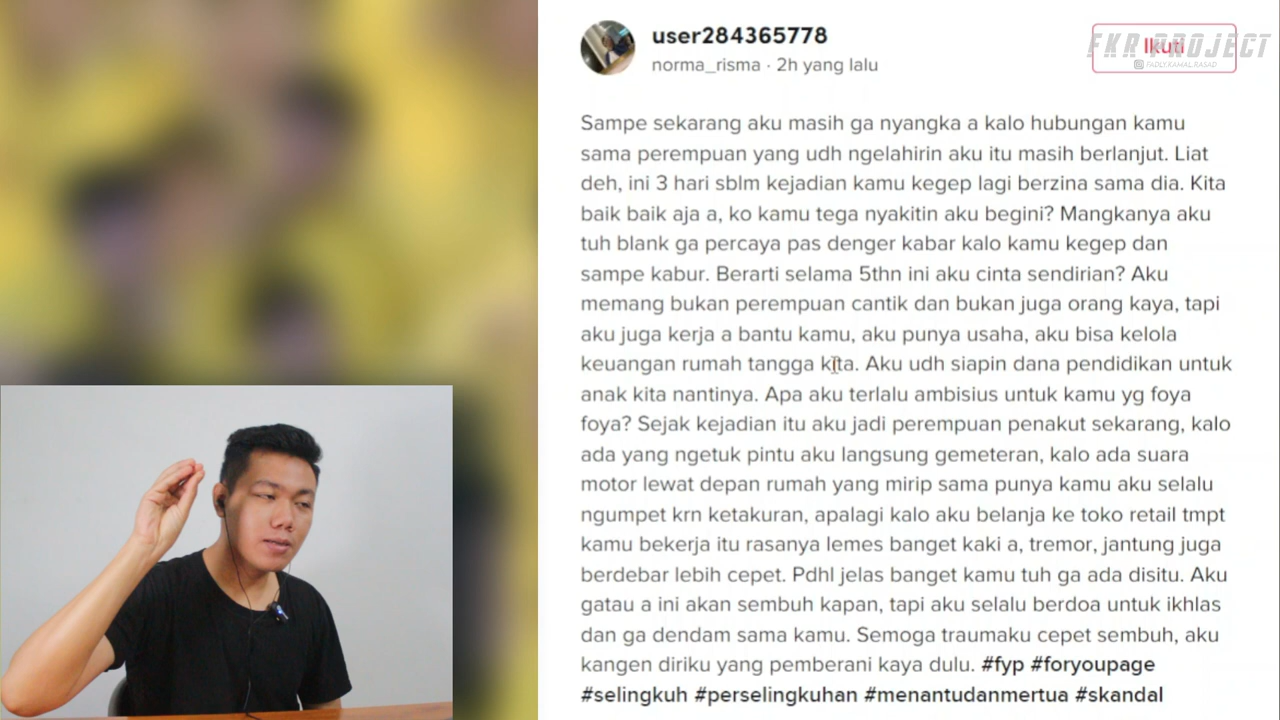 user284365778
norma_risma · 2h yang lalu
Ikuti
FKR PROJECT
FADLY.KAMAL.RASAD
Sampe sekarang aku masih ga nyangka a kalo hubungan kamu
sama perempuan yang udh ngelahirin aku itu masih berlanjut. Liat
deh, ini 3 hari sblm kejadian kamu kegep lagi berzina sama dia. Kita
baik baik aja a, ko kamu tega nyakitin aku begini? Mangkanya aku
tuh blank ga percaya pas denger kabar kalo kamu kegep dan
sampe kabur. Berarti selama 5thn ini aku cinta sendirian? Aku
memang bukan perempuan cantik dan bukan juga orang kaya, tapi
aku juga kerja a bantu kamu, aku punya usaha, aku bisa kelola
keuangan rumah tangga kita. Aku udh siapin dana pendidikan untuk
anak kita nantinya. Apa aku terlalu ambisius untuk kamu yg foya
foya? Sejak kejadian itu aku jadi perempuan penakut sekarang, kalo
ada yang ngetuk pintu aku langsung gemeteran, kalo ada suara
motor lewat depan rumah yang mirip sama punya kamu aku selalu
ngumpet krn ketakuran, apalagi kalo aku belanja ke toko retail tmpt
kamu bekerja itu rasanya lemes banget kaki a, tremor, jantung juga
berdebar lebih cepet. Pdhl jelas banget kamu tuh ga ada disitu. Aku
gatau a ini akan sembuh kapan, tapi aku selalu berdoa untuk ikhlas
dan ga dendam sama kamu. Semoga traumaku cepet sembuh, aku
kangen diriku yang pemberani kaya dulu. #fyp #foryoupage
#selingkuh #perselingkuhan #menantudanmertua #skandal